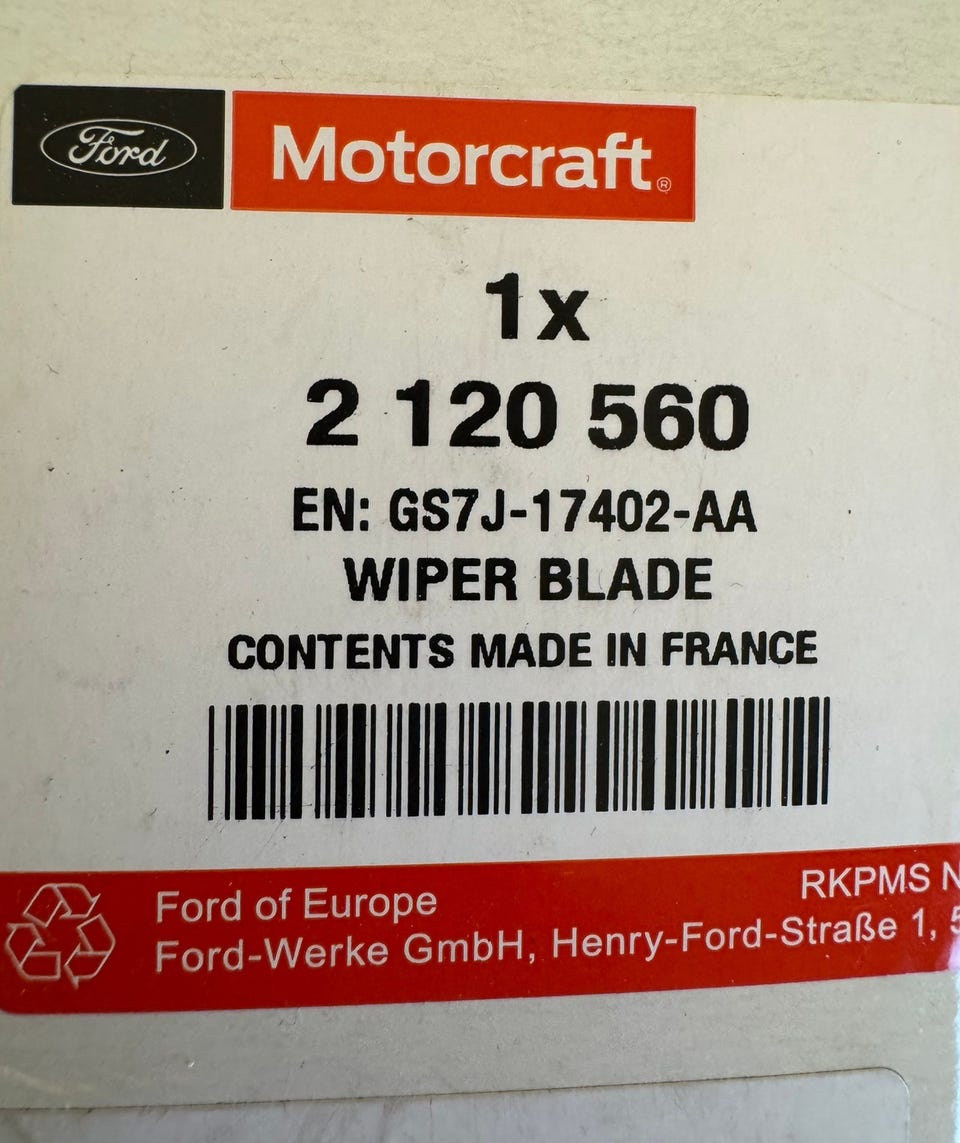 Ford
Motorcraft®
1x
2 120 560
EN: GS7J-17402-AA
WIPER BLADE
CONTENTS MADE IN FRANCE
RKPMS N
Ford of Europe
Ford-Werke GmbH, Henry-Ford-Straße 1, 5